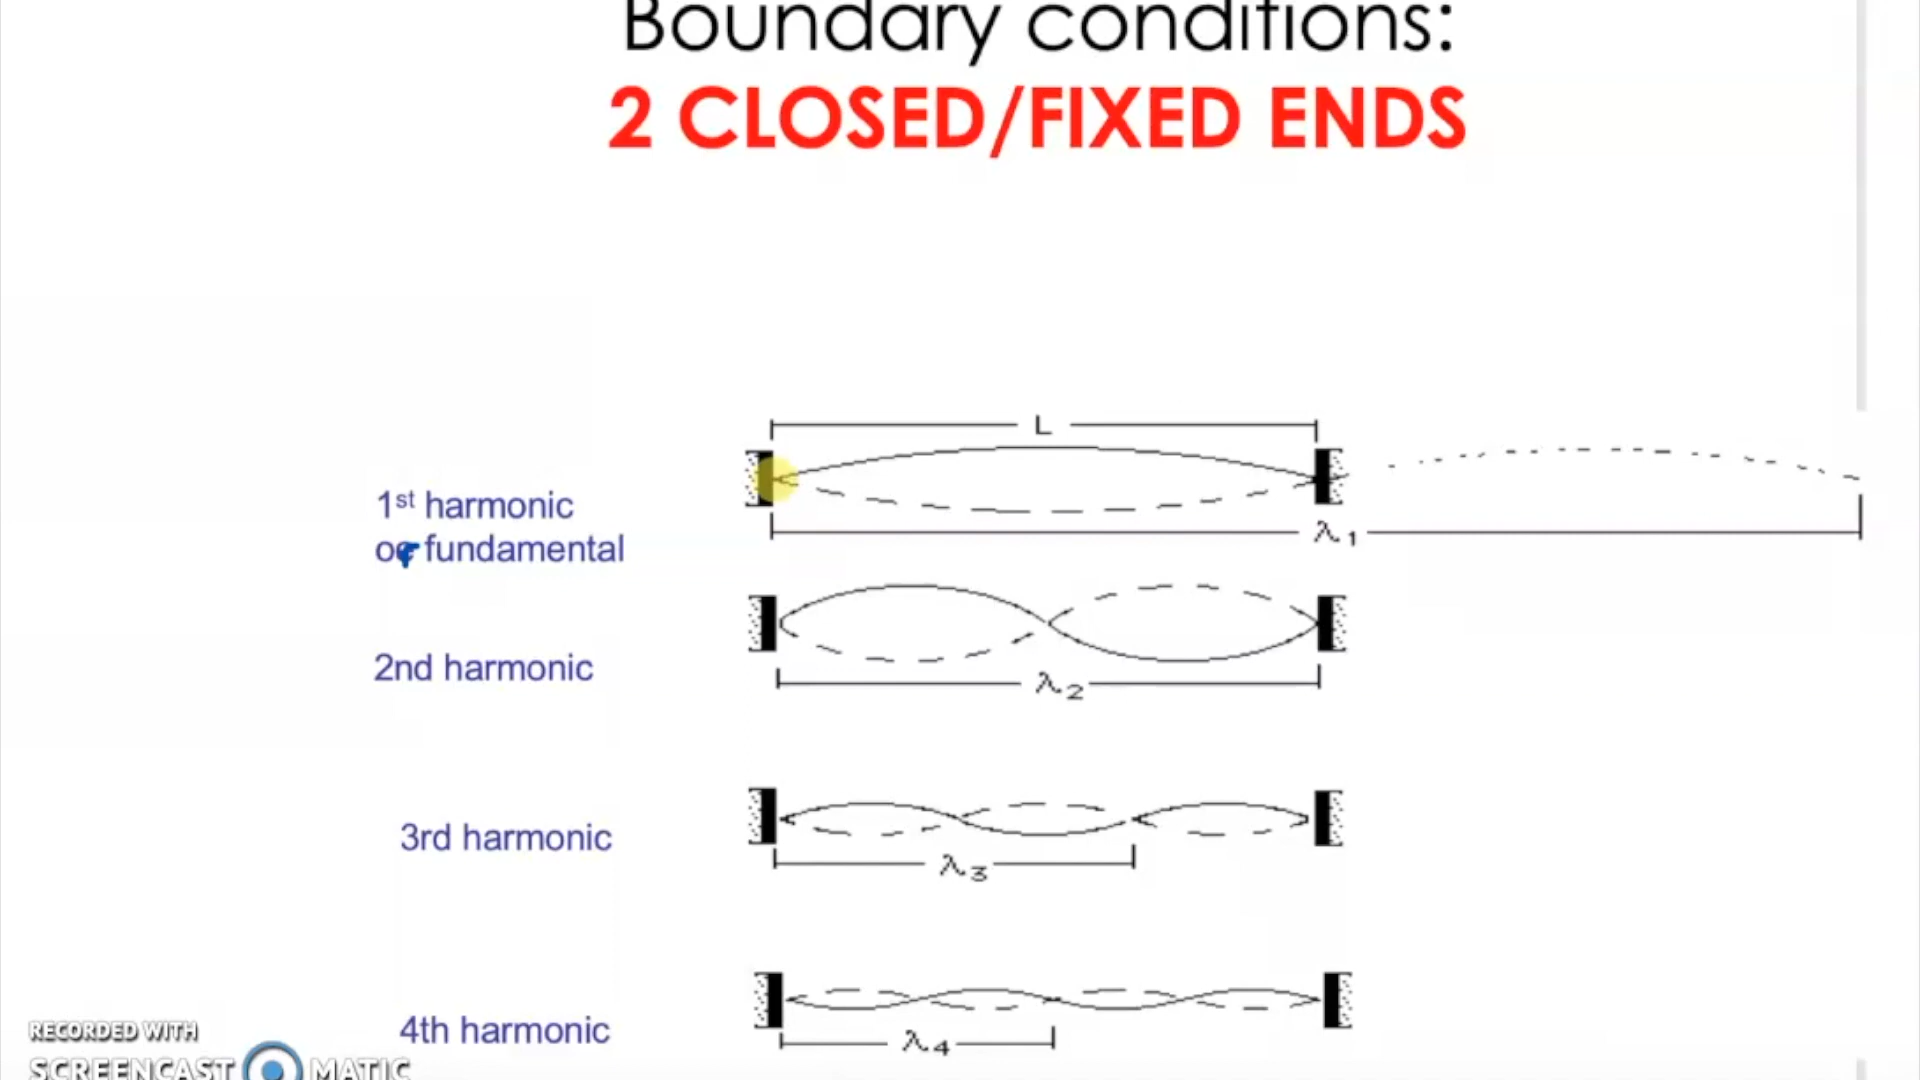 Boundary conditions:
2 CLOSED/FIXED ENDS
L
1st harmonic
or fundamental
λ1
2nd harmonic
λ2
3rd harmonic
λ3
4th harmonic
λ4
RECORDED WITH
SCREENCAST MATIC